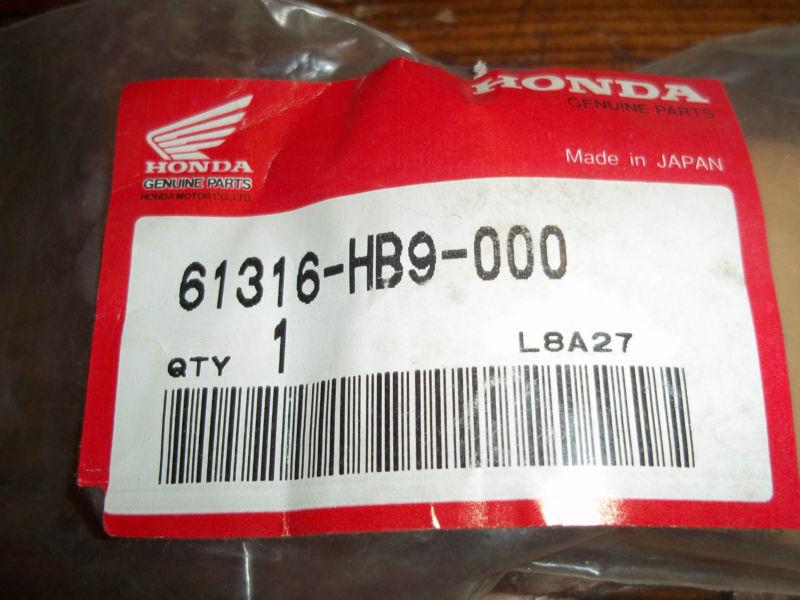 HONDA
GENUINE PARTS
Made in JAPAN
HONDA
GENUINE PARTS
HONDA MOTOR CO., LTD.
61316-HB9-000
QTY 1 L8A27